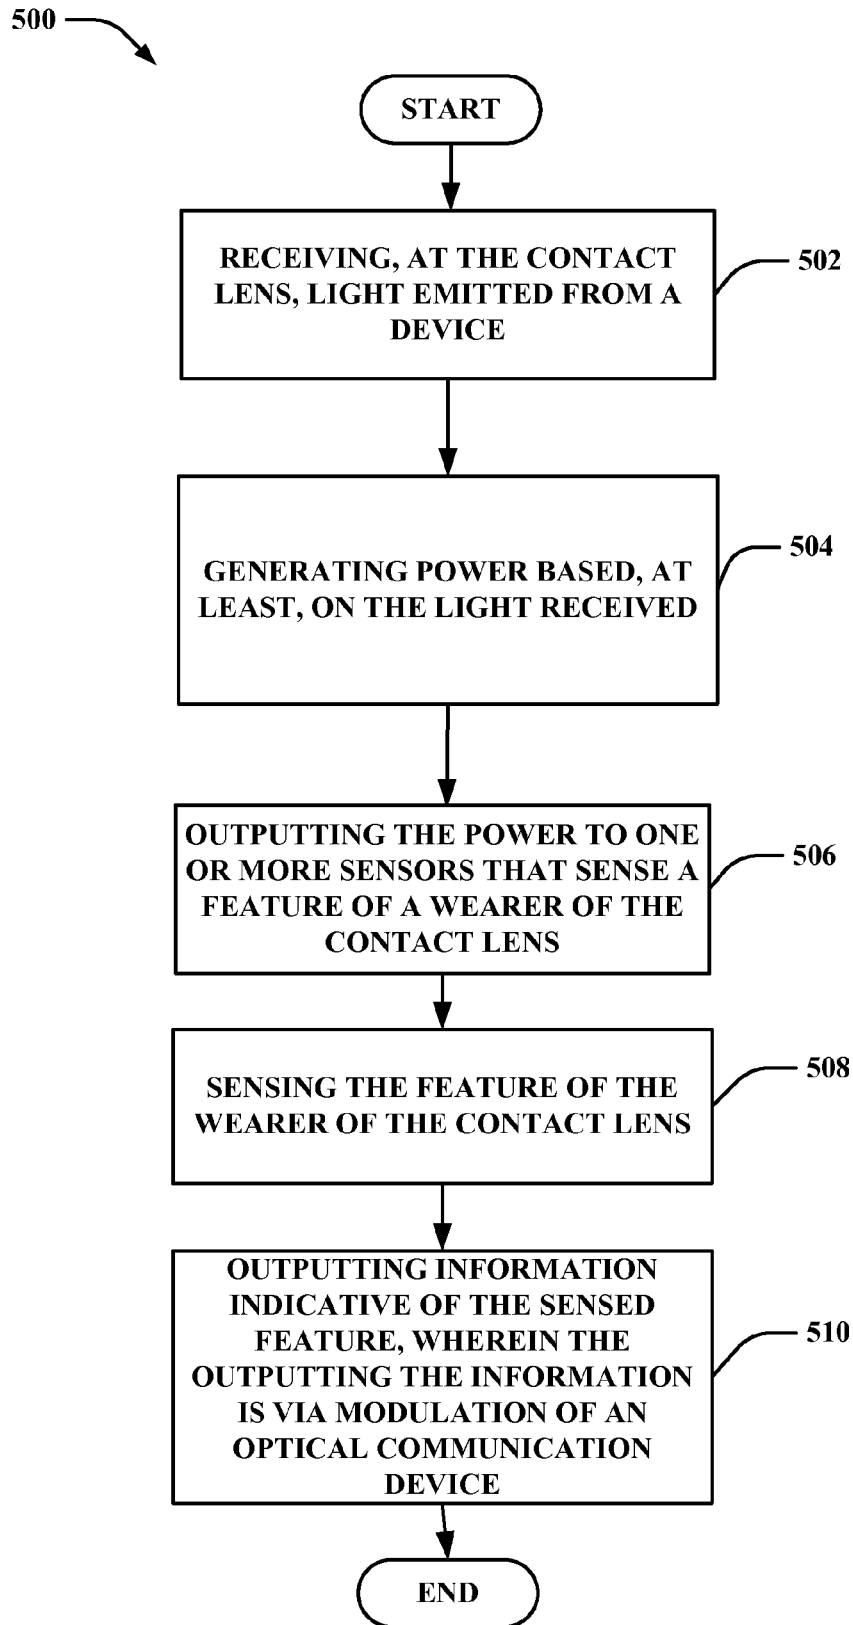 500
START
RECEIVING, AT THE CONTACT
LENS, LIGHT EMITTED FROM A
DEVICE
502
GENERATING POWER BASED, AT
LEAST, ON THE LIGHT RECEIVED
504
OUTPUTTING THE POWER TO ONE
OR MORE SENSORS THAT SENSE A
FEATURE OF A WEARER OF THE
CONTACT LENS
506
SENSING THE FEATURE OF THE
WEARER OF THE CONTACT LENS
508
OUTPUTTING INFORMATION
INDICATIVE OF THE SENSED
FEATURE, WHEREIN THE
OUTPUTTING THE INFORMATION
IS VIA MODULATION OF AN
OPTICAL COMMUNICATION
DEVICE
510
END